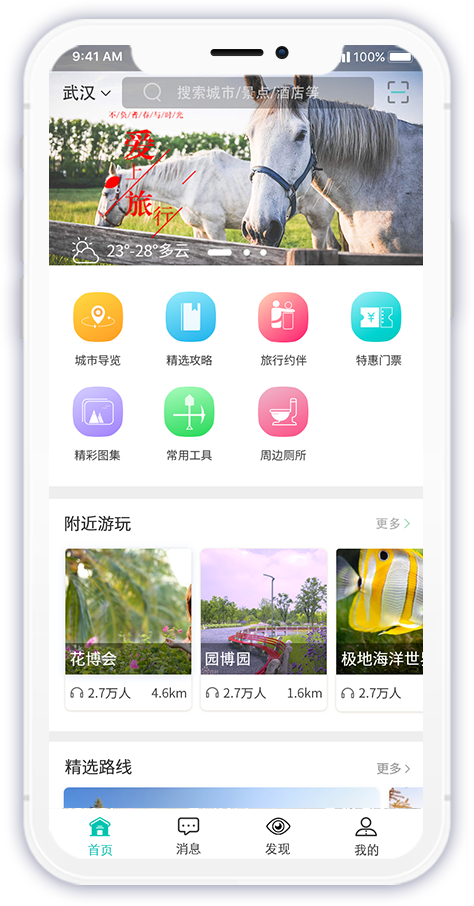 9:41 AM
100%
武汉
搜索城市/景点/酒店等
不/负/青/春/与/时/光
爱
上
旅
行
23°-28°多云
城市导览
精选攻略
旅行约伴
特惠门票
精彩图集
常用工具
周边厕所
附近游玩
更多
花博会
园博园
极地海洋世界
2.7万人
4.6km
2.7万人
1.6km
2.7万人
精选路线
更多
首页
消息
发现
我的